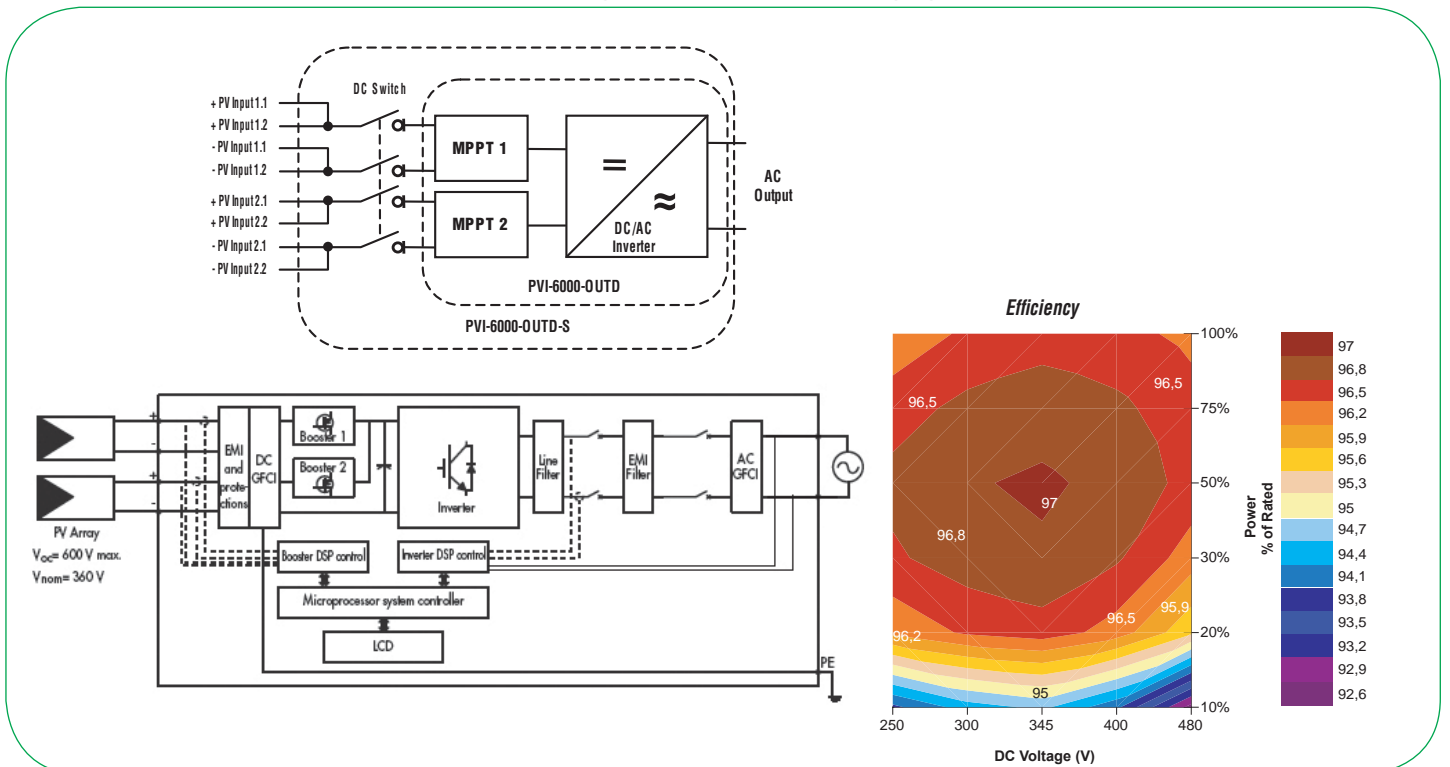 DC Switch
+ PV Input 1.1
+ PV Input 1.2
- PV Input 1.1
- PV Input 1.2
+ PV Input 2.1
+ PV Input 2.2
- PV Input 2.1
- PV Input 2.2
MPPT 1
MPPT 2
=
≈
DC/AC
Inverter
AC
Output
PVI-6000-OUTD
PVI-6000-OUTD-S
+
-
+
-
PV Array
Voc= 600 V max.
Vnom= 360 V
EMI
and
prote-
ctions
DC
GFCI
Booster 1
Booster 2
Inverter
Line
Filter
EMI
Filter
AC
GFCI
Booster DSP control
Inverter DSP control
Microprocessor system controller
LCD
PE
Efficiency
96,5
96,5
97
96,8
96,5
95,9
96,2
95
100%
75%
50%
30%
20%
10%
Power
% of Rated
250
300
345
400
480
DC Voltage (V)
97
96,8
96,5
96,2
95,9
95,6
95,3
95
94,7
94,4
94,1
93,8
93,5
93,2
92,9
92,6